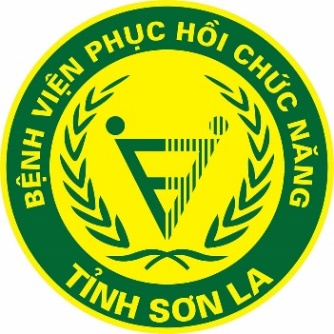 BỆNH VIỆN PHỤC HỒI CHỨC NĂNG
TỈNH SƠN LA